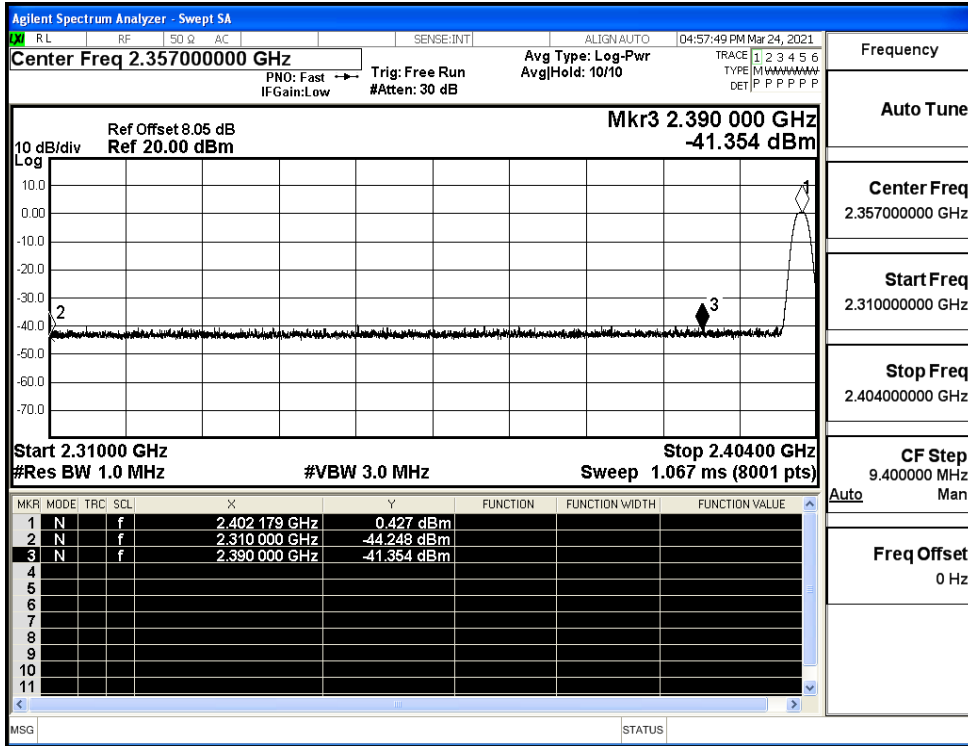 Agilent Spectrum Analyzer - Swept SA
LXI RL RF 50 Ω AC SENSE:INT ALIGN AUTO 04:57:49 PM Mar 24, 2021
Center Freq 2.357000000 GHz
PNO: Fast
IFGain:Low
Trig: Free Run
#Atten: 30 dB
Avg Type: Log-Pwr
Avg|Hold: 10/10
TRACE 1 2 3 4 5 6
TYPE M WWWWW
DET P P P P P P
Mkr3 2.390 000 GHz
-41.354 dBm
Ref Offset 8.05 dB
10 dB/div Ref 20.00 dBm
Log
10.0
0.00
-10.0
-20.0
-30.0
-40.0
-50.0
-60.0
-70.0
1
2
3
Start 2.31000 GHz Stop 2.40400 GHz
#Res BW 1.0 MHz #VBW 3.0 MHz Sweep 1.067 ms (8001 pts)
MKR MODE TRC SCL X Y FUNCTION FUNCTION WIDTH FUNCTION VALUE
1 N f 2.402 179 GHz 0.427 dBm
2 N f 2.310 000 GHz -44.248 dBm
3 N f 2.390 000 GHz -41.354 dBm
4
5
6
7
8
9
10
11
MSG STATUS
Frequency
Auto Tune
Center Freq
2.357000000 GHz
Start Freq
2.310000000 GHz
Stop Freq
2.404000000 GHz
CF Step
9.400000 MHz
Auto Man
Freq Offset
0 Hz